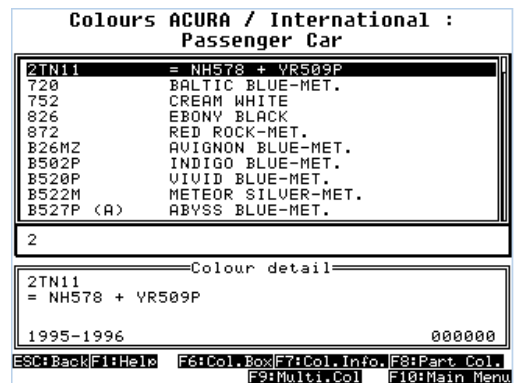 Colours ACURA / International :
Passenger Car
2TN11 = NH578 + YR509P
720 BALTIC BLUE-MET.
752 CREAM WHITE
826 EBONY BLACK
872 RED ROCK-MET.
B26MZ AVIGNON BLUE-MET.
B502P INDIGO BLUE-MET.
B520P VIVID BLUE-MET.
B522M METEOR SILVER-MET.
B527P (A) ABYSS BLUE-MET.
2
Colour detail
2TN11
= NH578 + YR509P
1995-1996 000000
ESC:Back F1:Help F6:Col.Box F7:Col.Info. F8:Part Col.
F9:Multi.Col F10:Main Menu